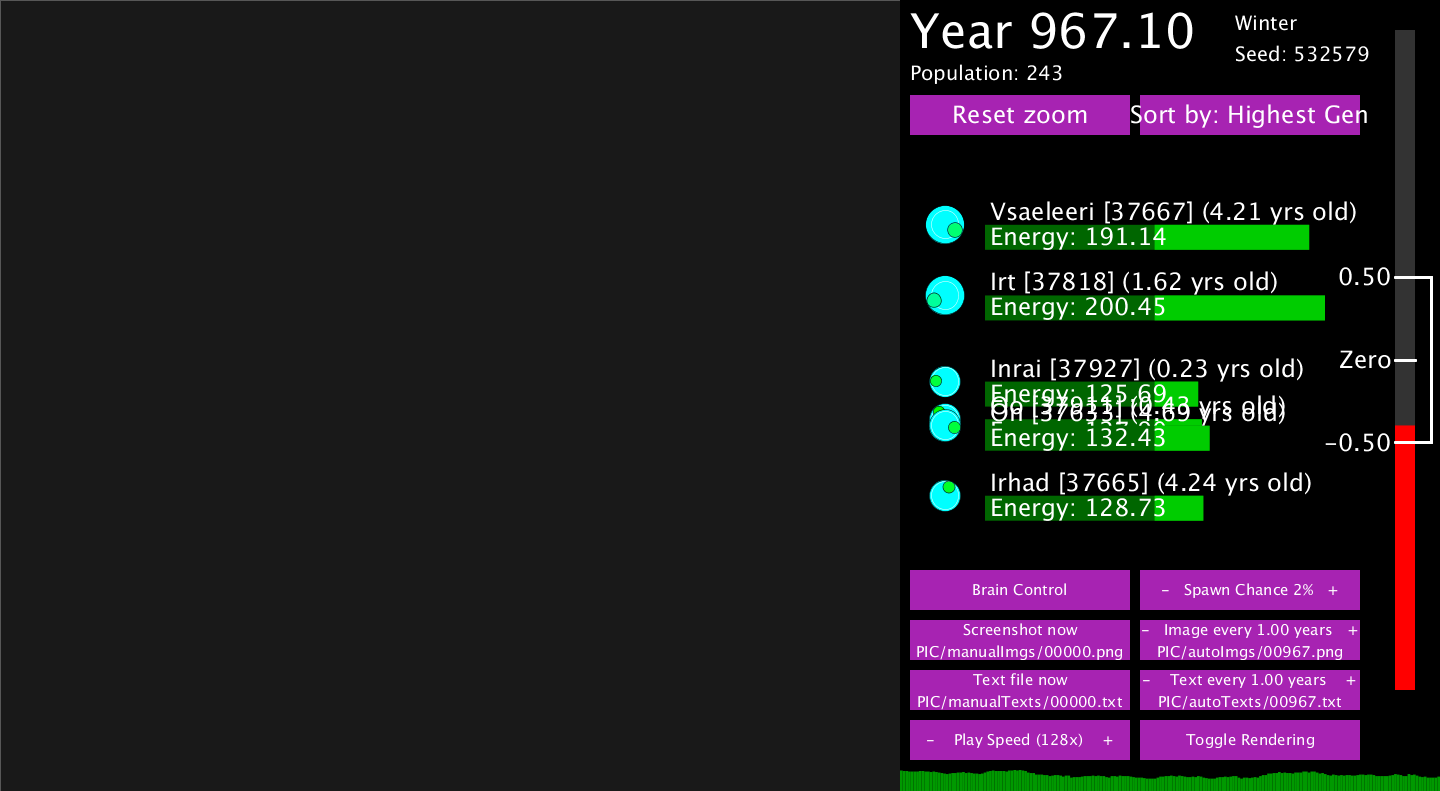 Year 967.10
Winter
Seed: 532579
Population: 243
Reset zoom
Sort by: Highest Gen
Vsaeleeri [37667] (4.21 yrs old)
Energy: 191.14
Irt [37818] (1.62 yrs old)
Energy: 200.45
0.50
Zero
Inrai [37927] (0.23 yrs old)
Energy: 125.69
yrs old)
Energy: 132.43
-0.50
Irhad [37665] (4.24 yrs old)
Energy: 128.73
Brain Control
- Spawn Chance 2% +
Screenshot now
PIC/manualImgs/00000.png
- Image every 1.00 years +
PIC/autoImgs/00967.png
Text file now
PIC/manualTexts/00000.txt
- Text every 1.00 years +
PIC/autoTexts/00967.txt
- Play Speed (128x) +
Toggle Rendering